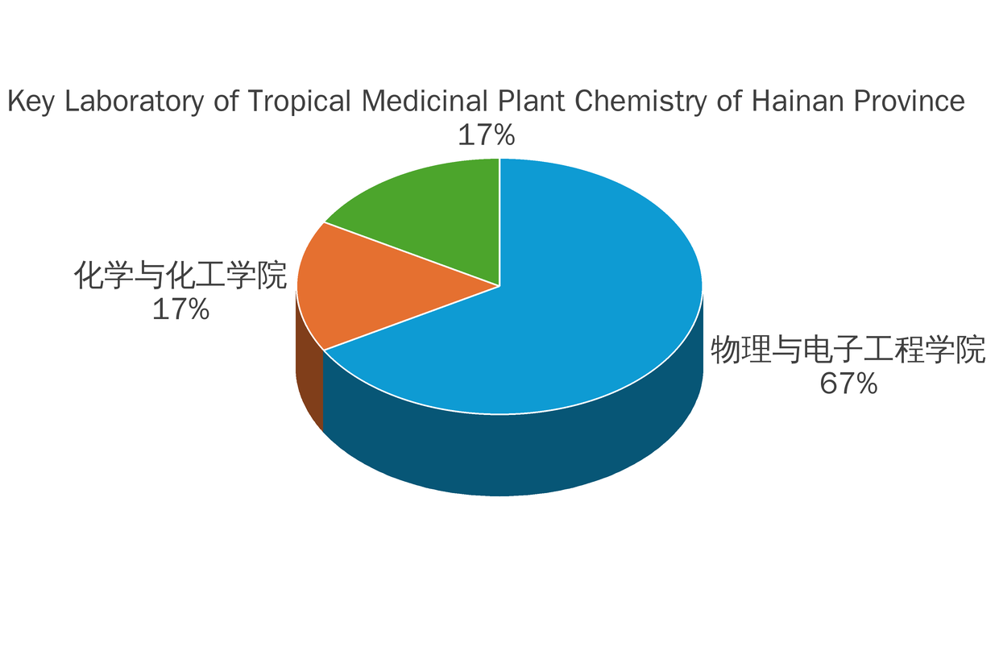 Key Laboratory of Tropical Medicinal Plant Chemistry of Hainan Province
17%
化学与化工学院
17%
物理与电子工程学院
67%